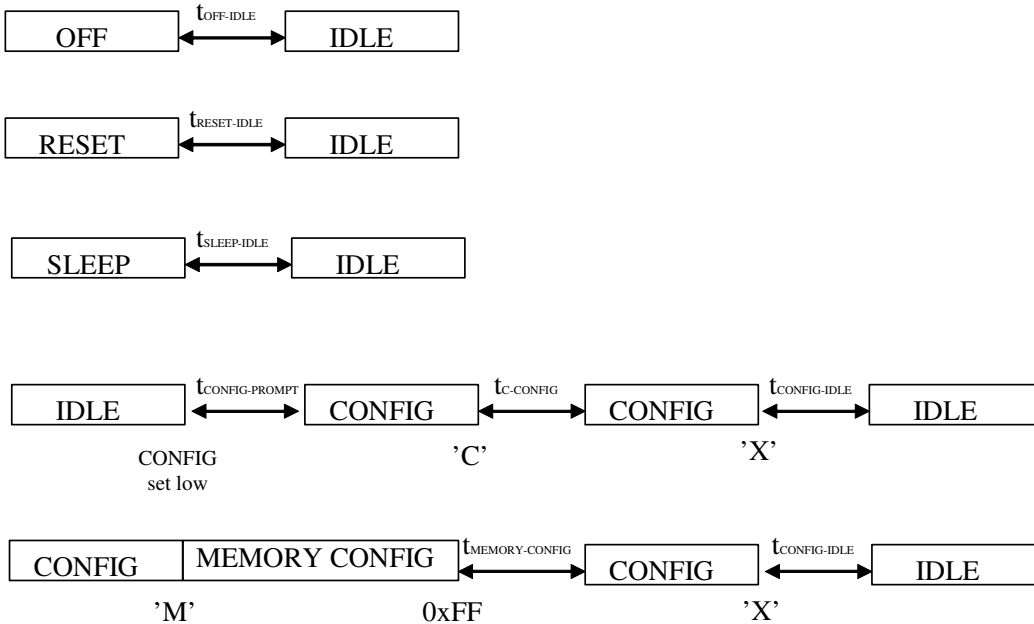 tOFF-IDLE
OFF IDLE
tRESET-IDLE
RESET IDLE
tSLEEP-IDLE
SLEEP IDLE
tCONFIG-PROMPT tC-CONFIG tCONFIG-IDLE
IDLE CONFIG CONFIG IDLE
CONFIG
set low
’C’ ’X’
tMEMORY-CONFIG tCONFIG-IDLE
CONFIG MEMORY CONFIG CONFIG IDLE
’M’ 0xFF ’X’